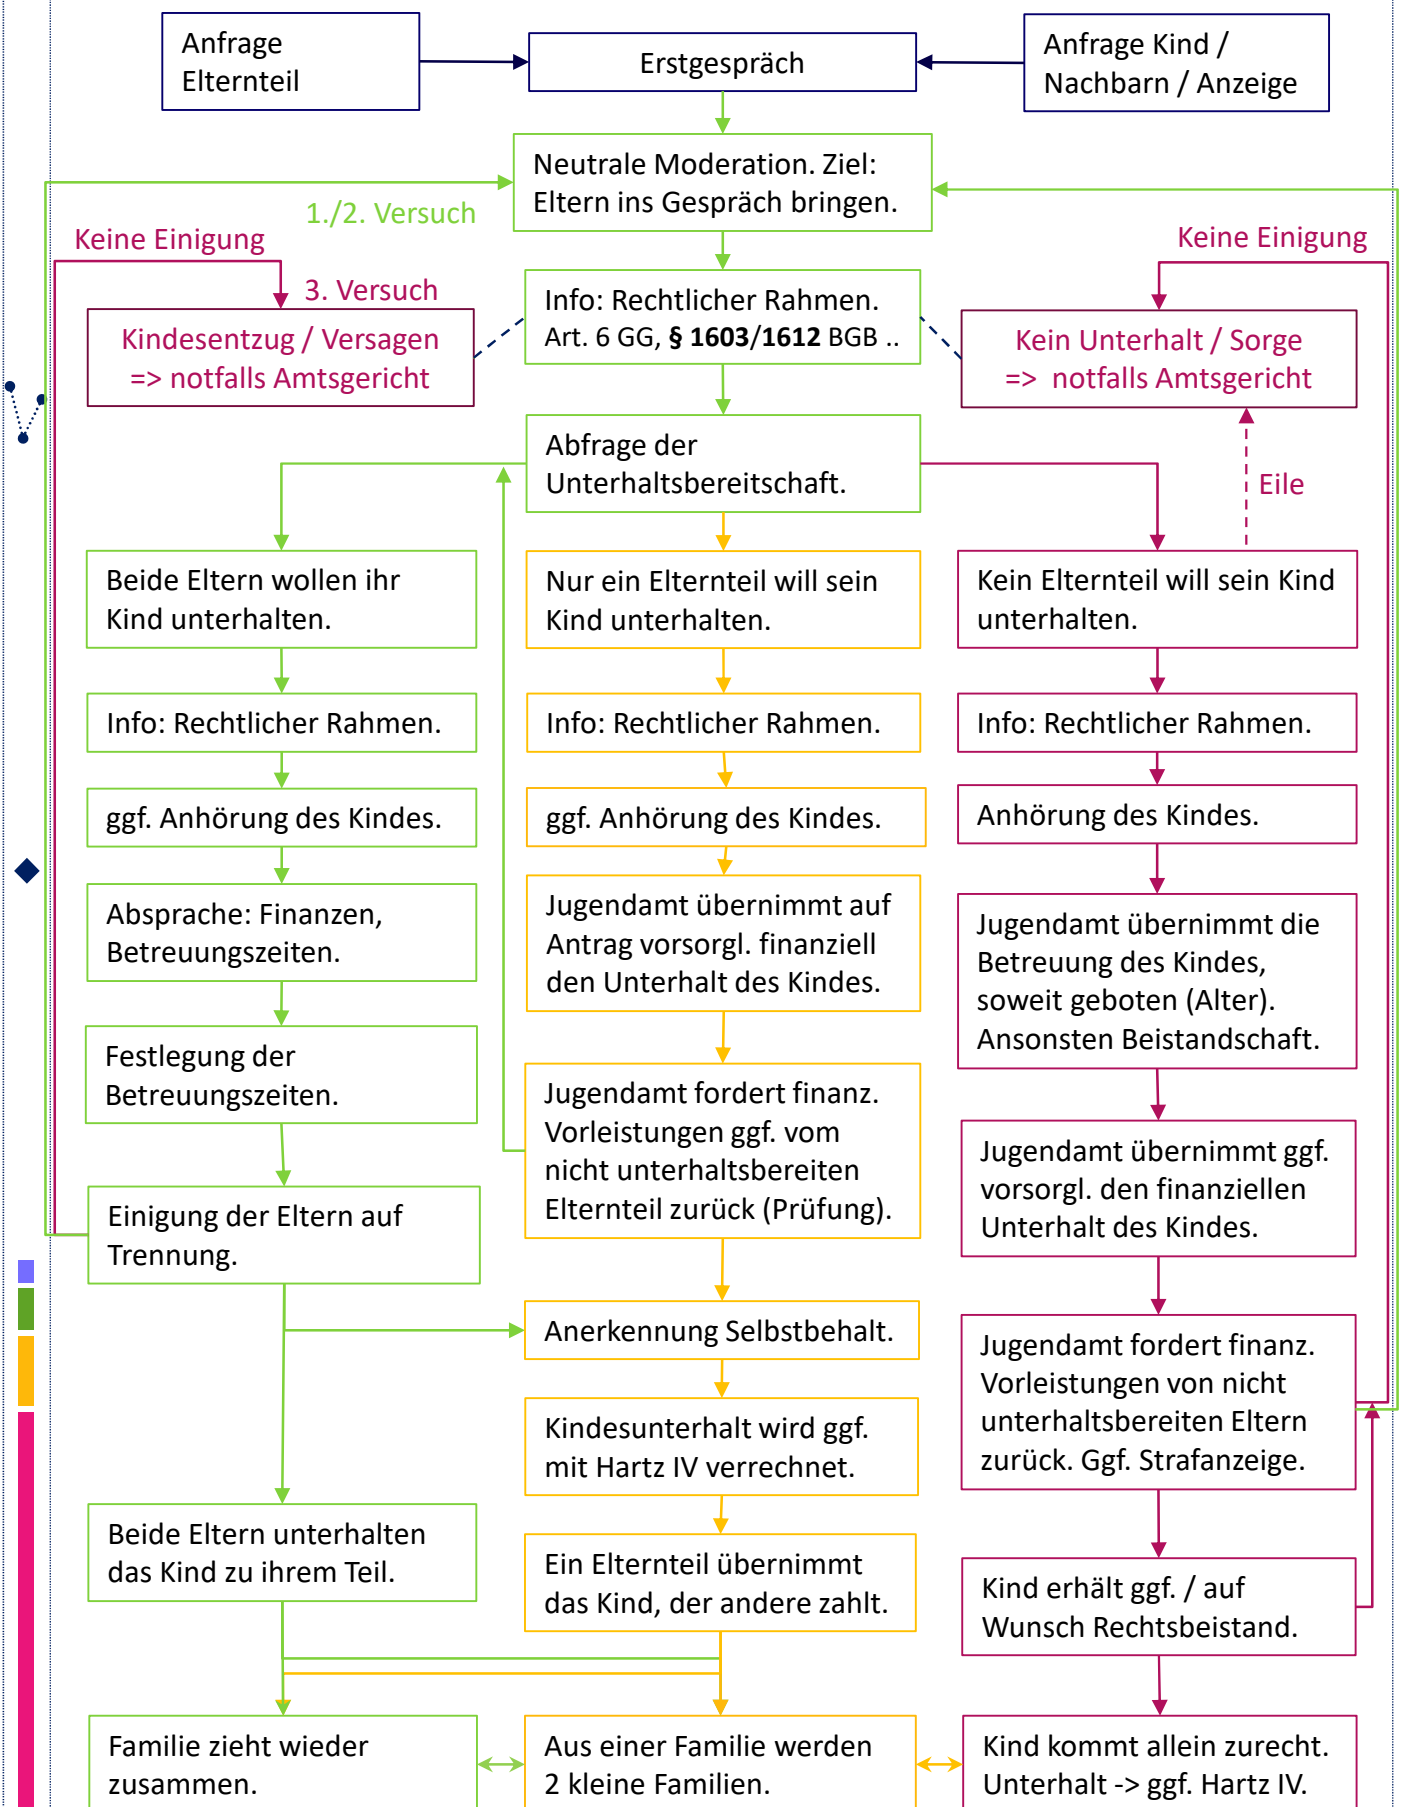 Anfrage
Elternteil
Erstgespräch
Anfrage Kind /
Nachbarn / Anzeige
Neutrale Moderation. Ziel:
Eltern ins Gespräch bringen.
1./2. Versuch
Keine Einigung
Keine Einigung
3. Versuch
Kindesentzug / Versagen
=> notfalls Amtsgericht
Info: Rechtlicher Rahmen.
Art. 6 GG, § 1603/1612 BGB ..
Kein Unterhalt / Sorge
=> notfalls Amtsgericht
Abfrage der
Unterhaltsbereitschaft.
Eile
Beide Eltern wollen ihr
Kind unterhalten.
Nur ein Elternteil will sein
Kind unterhalten.
Kein Elternteil will sein Kind
unterhalten.
Info: Rechtlicher Rahmen.
Info: Rechtlicher Rahmen.
Info: Rechtlicher Rahmen.
ggf. Anhörung des Kindes.
ggf. Anhörung des Kindes.
Anhörung des Kindes.
Absprache: Finanzen,
Betreuungszeiten.
Jugendamt übernimmt auf
Antrag vorsorgl. finanziell
den Unterhalt des Kindes.
Jugendamt übernimmt die
Betreuung des Kindes,
soweit geboten (Alter).
Ansonsten Beistandschaft.
Festlegung der
Betreuungszeiten.
Jugendamt fordert finanz.
Vorleistungen ggf. vom
nicht unterhaltsbereiten
Elternteil zurück (Prüfung).
Jugendamt übernimmt ggf.
vorsorgl. den finanziellen
Unterhalt des Kindes.
Einigung der Eltern auf
Trennung.
Anerkennung Selbstbehalt.
Jugendamt fordert finanz.
Vorleistungen von nicht
unterhaltsbereiten Eltern
zurück. Ggf. Strafanzeige.
Kindesunterhalt wird ggf.
mit Hartz IV verrechnet.
Beide Eltern unterhalten
das Kind zu ihrem Teil.
Ein Elternteil übernimmt
das Kind, der andere zahlt.
Kind erhält ggf. / auf
Wunsch Rechtsbeistand.
Familie zieht wieder
zusammen.
Aus einer Familie werden
2 kleine Familien.
Kind kommt allein zurecht.
Unterhalt -> ggf. Hartz IV.